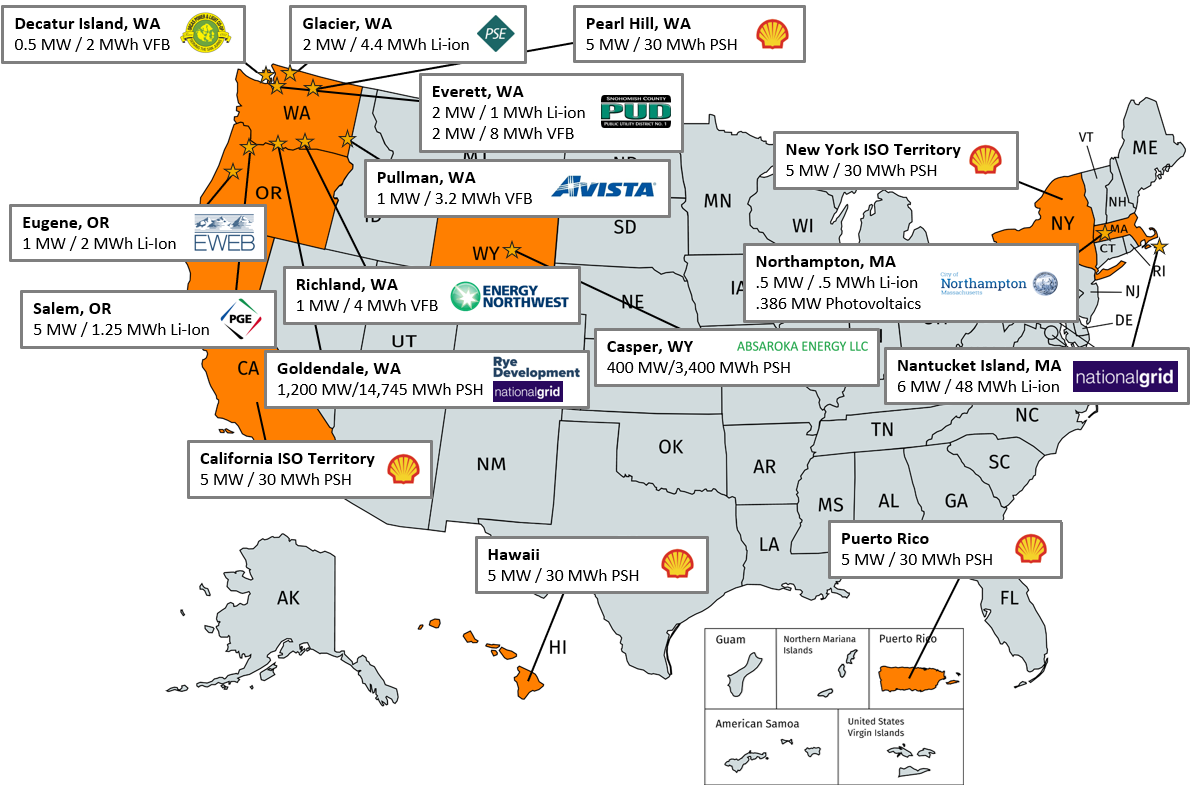 Decatur Island, WA
0.5 MW / 2 MWh VFB
Glacier, WA
2 MW / 4.4 MWh Li-ion
PSE
Pearl Hill, WA
5 MW / 30 MWh PSH
Everett, WA
2 MW / 1 MWh Li-ion
2 MW / 8 MWh VFB
SNOHOMISH COUNTY
PUD
PUBLIC UTILITY DISTRICT NO. 1
WA
Pullman, WA
1 MW / 3.2 MWh VFB
AVISTA
New York ISO Territory
5 MW / 30 MWh PSH
VT
ME
NH
NY
MA
CT
RI
NJ
DE
OR
MN
WI
SD
WY
NE
Eugene, OR
1 MW / 2 MWh Li-Ion
EWEB
Richland, WA
1 MW / 4 MWh VFB
ENERGY
NORTHWEST
Northampton, MA
.5 MW / .5 MWh Li-ion
.386 MW Photovoltaics
City of
Northampton
Massachusetts
Salem, OR
5 MW / 1.25 MWh Li-Ion
PGE
UT
CA
Goldendale, WA
1,200 MW/14,745 MWh PSH
Rye
Development
nationalgrid
Casper, WY
400 MW/3,400 MWh PSH
ABSAROKA ENERGY LLC
Nantucket Island, MA
6 MW / 48 MWh Li-ion
nationalgrid
California ISO Territory
5 MW / 30 MWh PSH
NM
OK
AR
TN
NC
SC
MS
AL
GA
LA
FL
Hawaii
5 MW / 30 MWh PSH
Puerto Rico
5 MW / 30 MWh PSH
AK
HI
Guam
Northern Mariana
Islands
Puerto Rico
American Samoa
United States
Virgin Islands